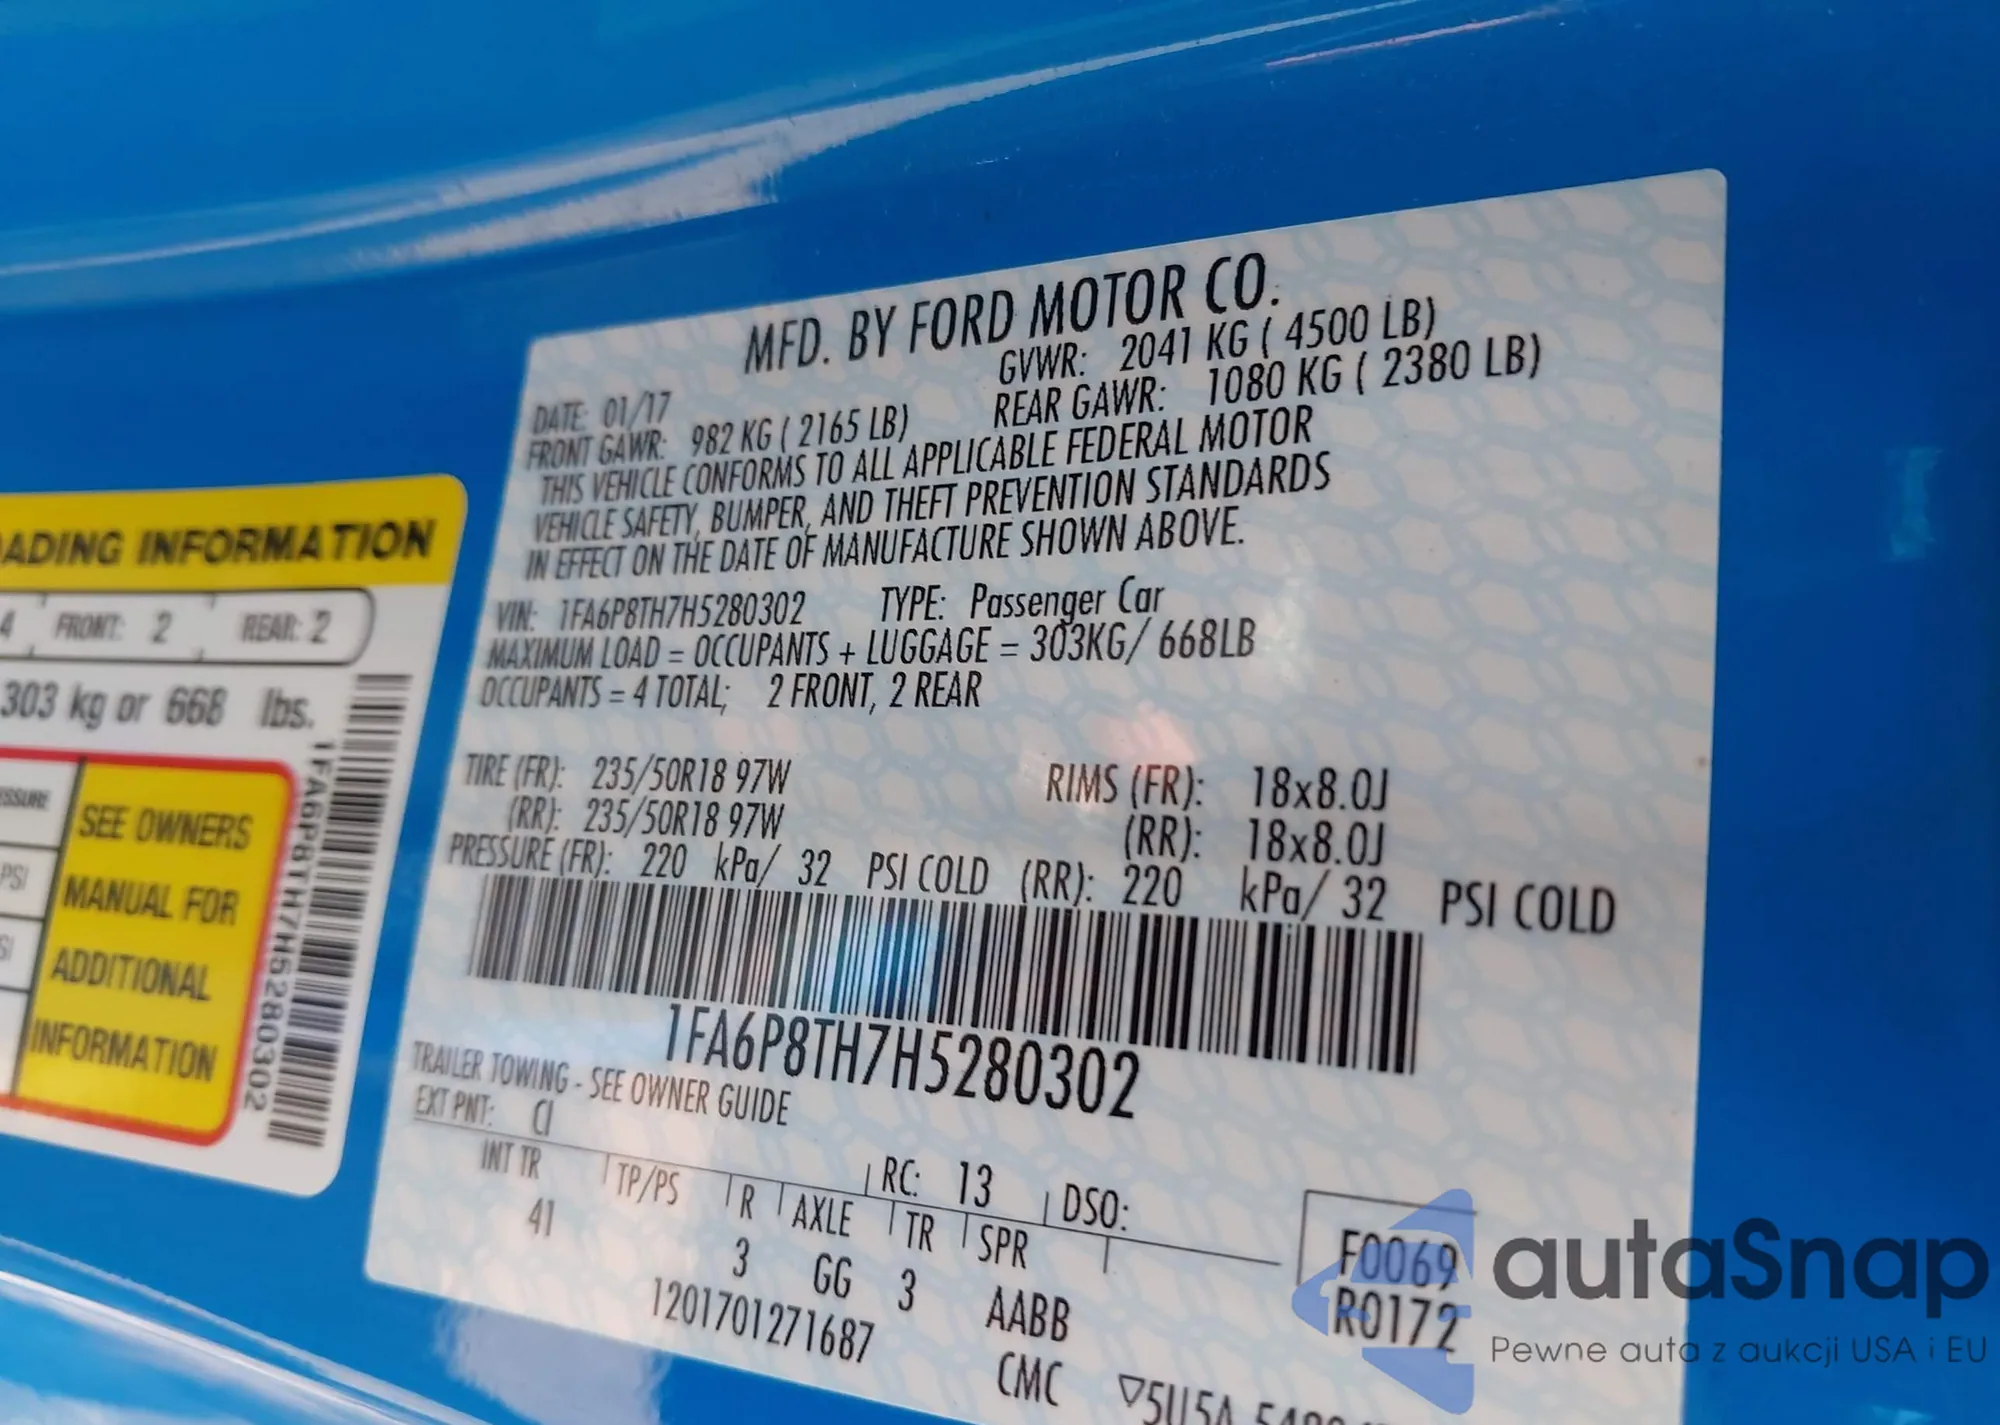 MFD. BY FORD MOTOR CO.
DATE: 01/17 GVWR: 2041 KG ( 4500 LB)
FRONT GAWR: 982 KG ( 2165 LB) REAR GAWR: 1080 KG ( 2380 LB)
THIS VEHICLE CONFORMS TO ALL APPLICABLE FEDERAL MOTOR
VEHICLE SAFETY, BUMPER, AND THEFT PREVENTION STANDARDS
IN EFFECT ON THE DATE OF MANUFACTURE SHOWN ABOVE.
VIN: 1FA6P8TH7H5280302 TYPE: Passenger Car
MAXIMUM LOAD = OCCUPANTS + LUGGAGE = 303KG/ 668LB
OCCUPANTS = 4 TOTAL; 2 FRONT, 2 REAR
TIRE (FR): 235/50R18 97W RIMS (FR): 18x8.0J
(RR): 235/50R18 97W (RR): 18x8.0J
PRESSURE (FR): 220 kPa/ 32 PSI COLD (RR): 220 kPa/ 32 PSI COLD
1FA6P8TH7H5280302
TRAILER TOWING - SEE OWNER GUIDE
EXT PNT: CI RC: 13 DSO:
INT TR TP/PS R AXLE TR SPR
41 3 GG 3 AABB
F0069
R0172
1201701271687
CMC ▽5U5A
ADING INFORMATION
4 FRONT: 2 REAR: 2
303 kg or 668 lbs.
SSURE
PSI
SI
SEE OWNERS
MANUAL FOR
ADDITIONAL
INFORMATION
1FA6P8TH7H5280302
autaSnap
Pewne auta z aukcji USA i EU